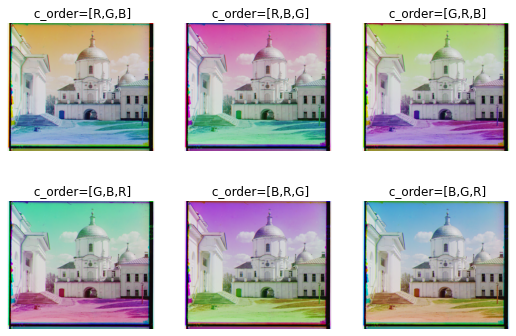 c_order=[R,G,B]
c_order=[R,B,G]
c_order=[G,R,B]
c_order=[G,B,R]
c_order=[B,R,G]
c_order=[B,G,R]